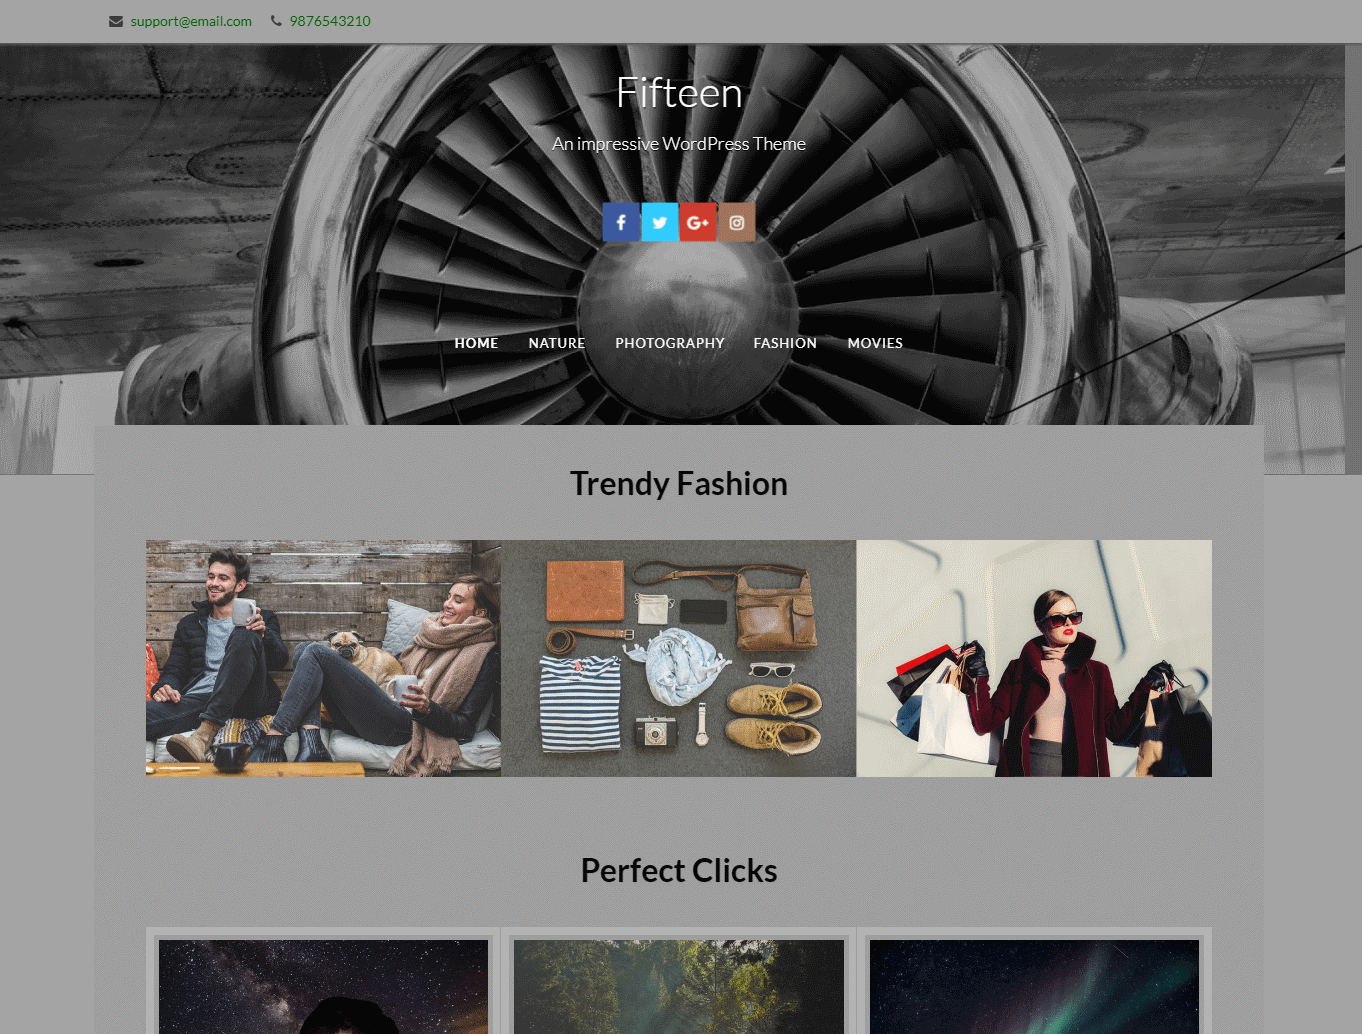 support@email.com 9876543210
Fifteen
An impressive WordPress Theme
HOME NATURE PHOTOGRAPHY FASHION MOVIES
Trendy Fashion
Perfect Clicks